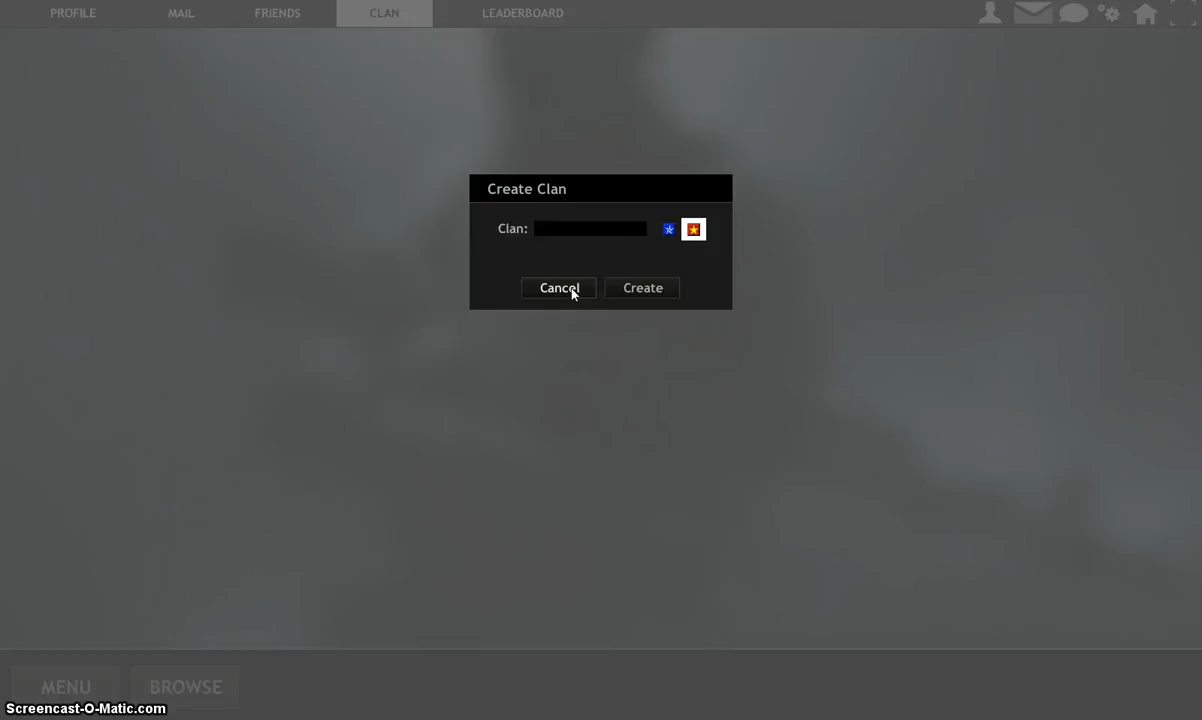 PROFILE MAIL FRIENDS CLAN LEADERBOARD
Create Clan
Clan:
Cancel Create
MENU BROWSE
Screencast-O-Matic.com